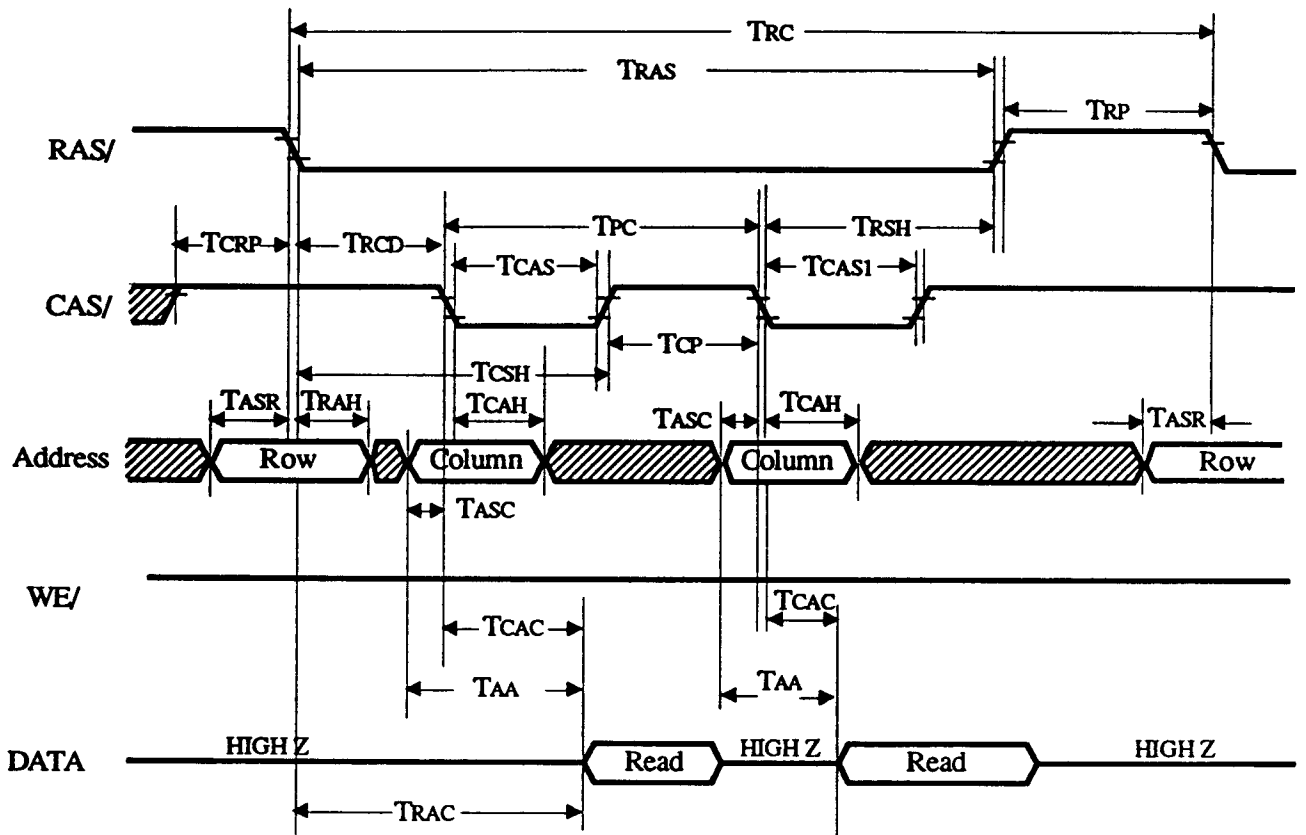 TRC
TRAS
TRP
RAS/
TPC
TRSH
TCRP
TRCD
TCAS
TCAS1
CAS/
TCP
TCSH
TASR
TRAH
TCAH
TASC
TCAH
TASR
Address
Row
Column
Column
Row
TASC
WE/
TCAC
TCAC
TAA
TAA
DATA
HIGH Z
Read
HIGH Z
Read
HIGH Z
TRAC